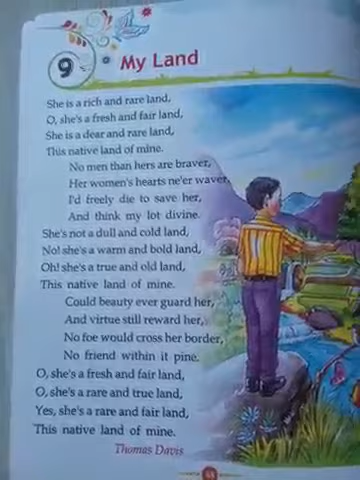 9
My Land
She is a rich and rare land,
O, she's a fresh and fair land,
She is a dear and rare land,
This native land of mine.
No men than hers are braver,
Her women's hearts ne'er waver,
I'd freely die to save her,
And think my lot divine.
She's not a dull and cold land,
No! she's a warm and bold land,
Oh! she's a true and old land,
This native land of mine.
Could beauty ever guard her,
And virtue still reward her,
No foe would cross her border,
No friend within it pine.
O, she's a fresh and fair land,
O, she's a rare and true land,
Yes, she's a rare and fair land,
This native land of mine.
Thomas Davis